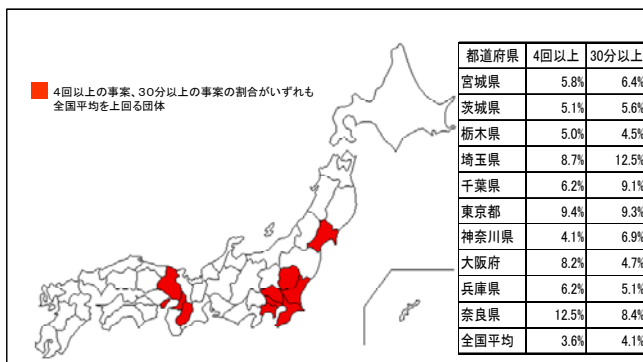 4回以上の事案、30分以上の事案の割合がいずれも
全国平均を上回る団体
都道府県 4回以上 30分以上
宮城県 5.8% 6.4%
茨城県 5.1% 5.6%
栃木県 5.0% 4.5%
埼玉県 8.7% 12.5%
千葉県 6.2% 9.1%
東京都 9.4% 9.3%
神奈川県 4.1% 6.9%
大阪府 8.2% 4.7%
兵庫県 6.2% 5.1%
奈良県 12.5% 8.4%
全国平均 3.6% 4.1%